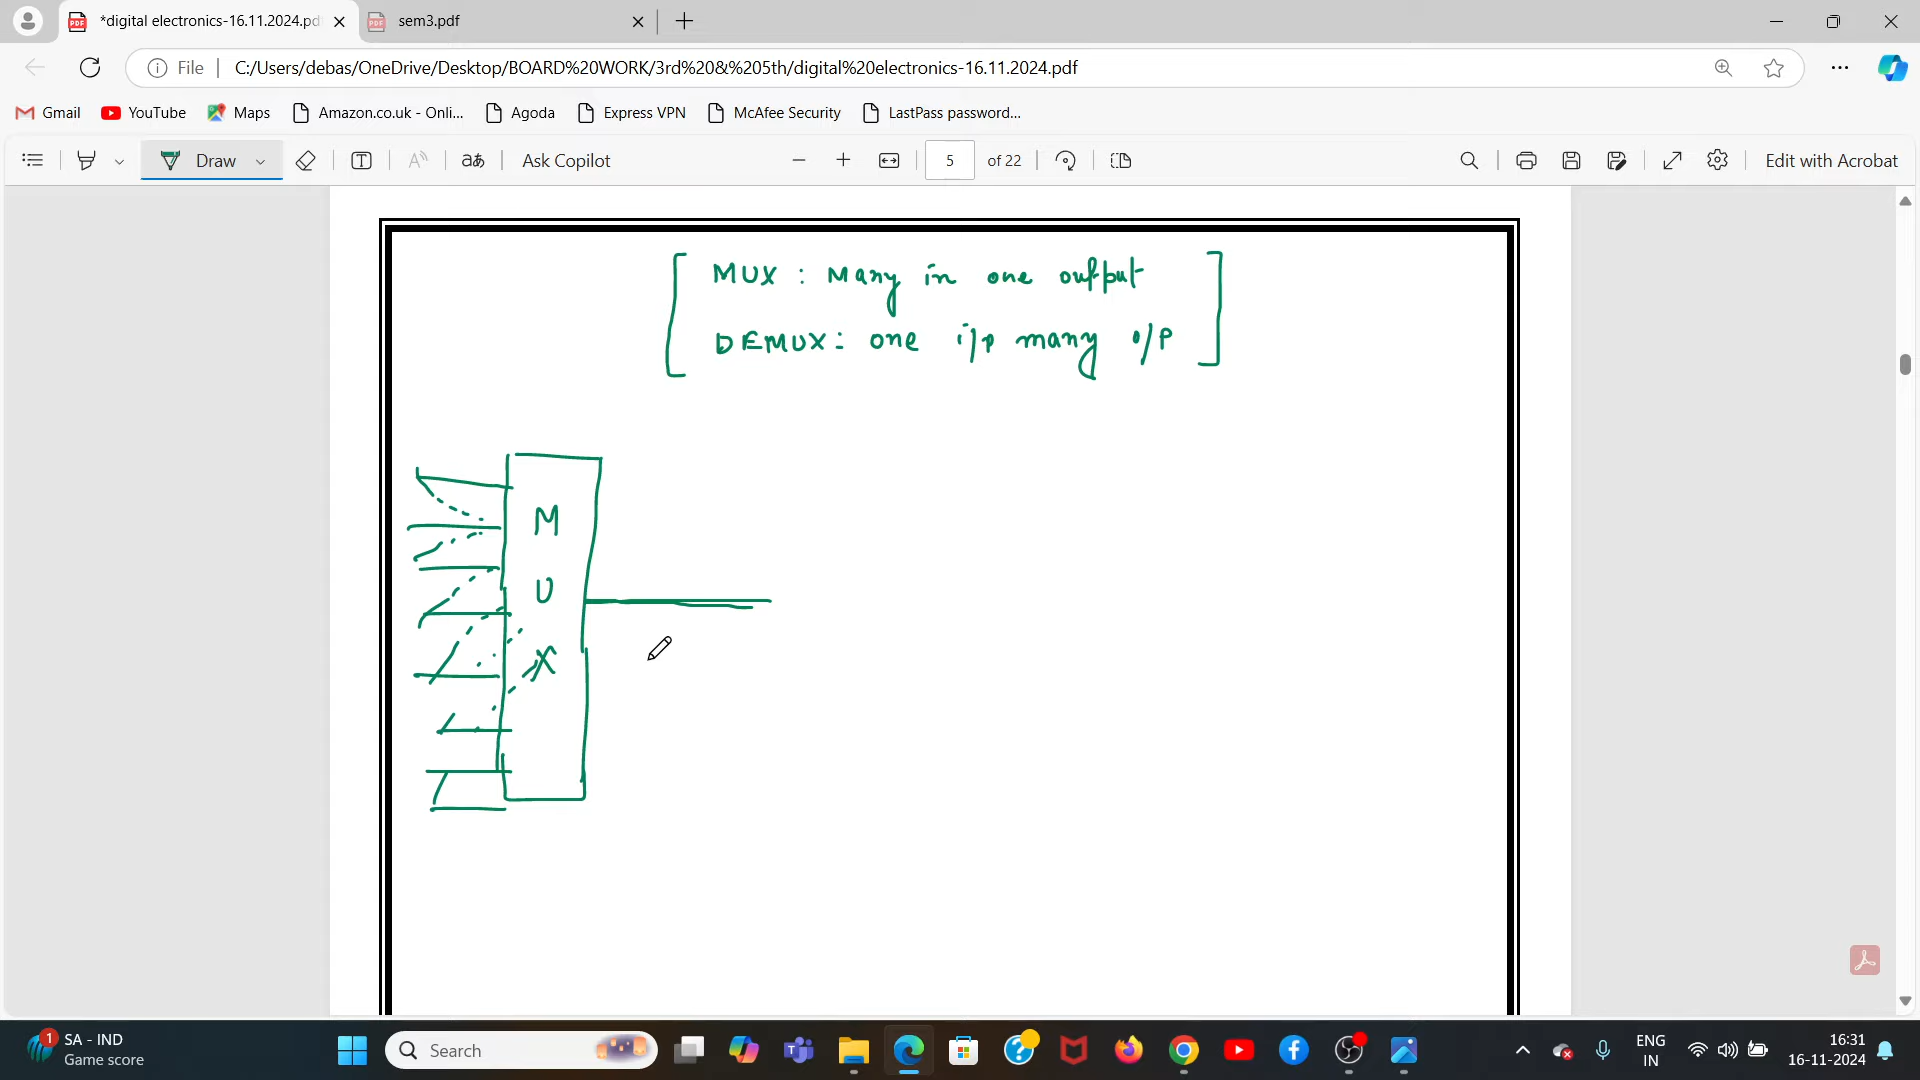 *digital electronics-16.11.2024.pd
sem3.pdf
File
C:/Users/debas/OneDrive/Desktop/BOARD%20WORK/3rd%20&%205th/digital%20electronics-16.11.2024.pdf
Gmail
YouTube
Maps
Amazon.co.uk - Onli...
Agoda
Express VPN
McAfee Security
LastPass password...
Draw
Ask Copilot
5
of 22
Edit with Acrobat
MUX : Many in one output
DEMUX: one i/p many o/p
M
U
X
1
SA - IND
Game score
Search
ENG
IN
16:31
16-11-2024